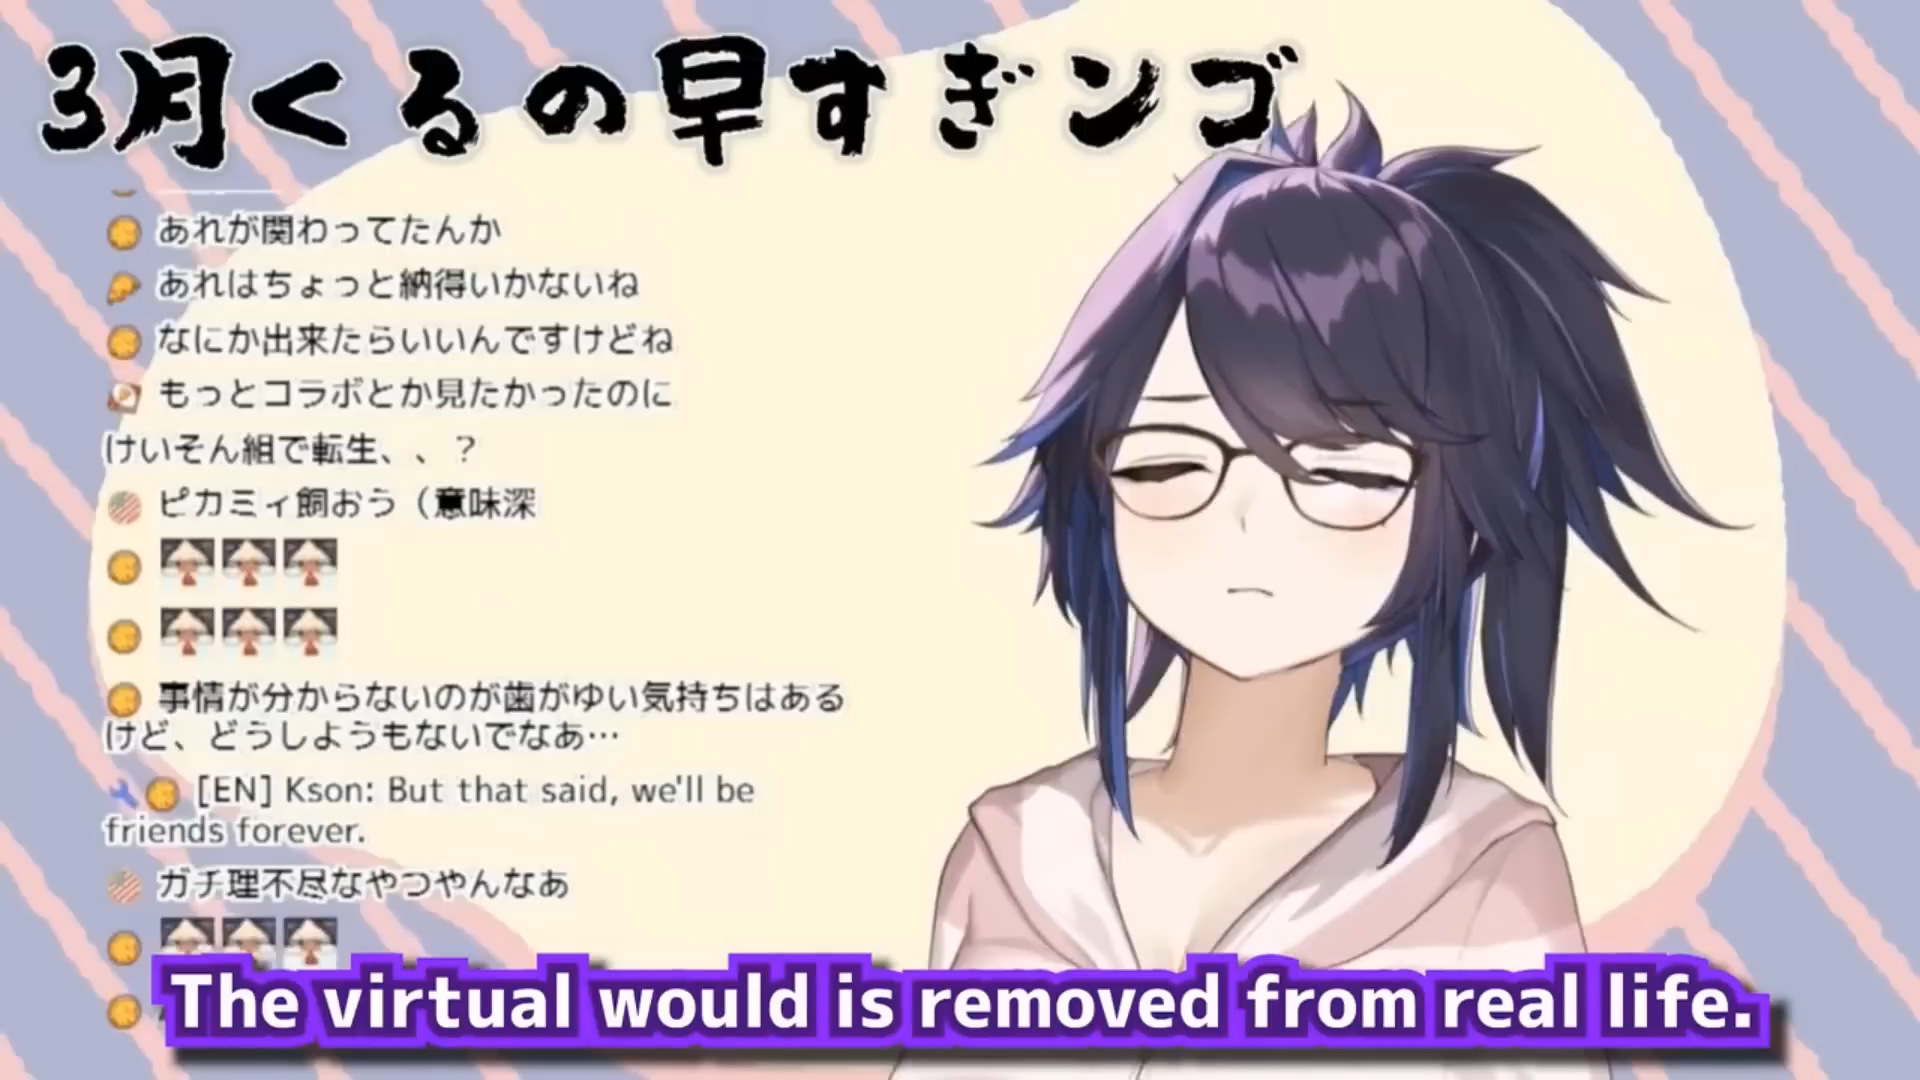 3月くるの早すぎンゴ
あれが関わってたんか
あれはちょっと納得いかないね
なにか出来たらいいんですけどね
もっとコラボとか見たかったのに
けいそん組で転生、、？
ピカミィ飼おう（意味深
事情が分からないのが歯がゆい気持ちはある
けど、どうしようもないでなあ…
[EN] Kson: But that said, we'll be
friends forever.
ガチ理不尽なやつやんなあ
The virtual would is removed from real life.